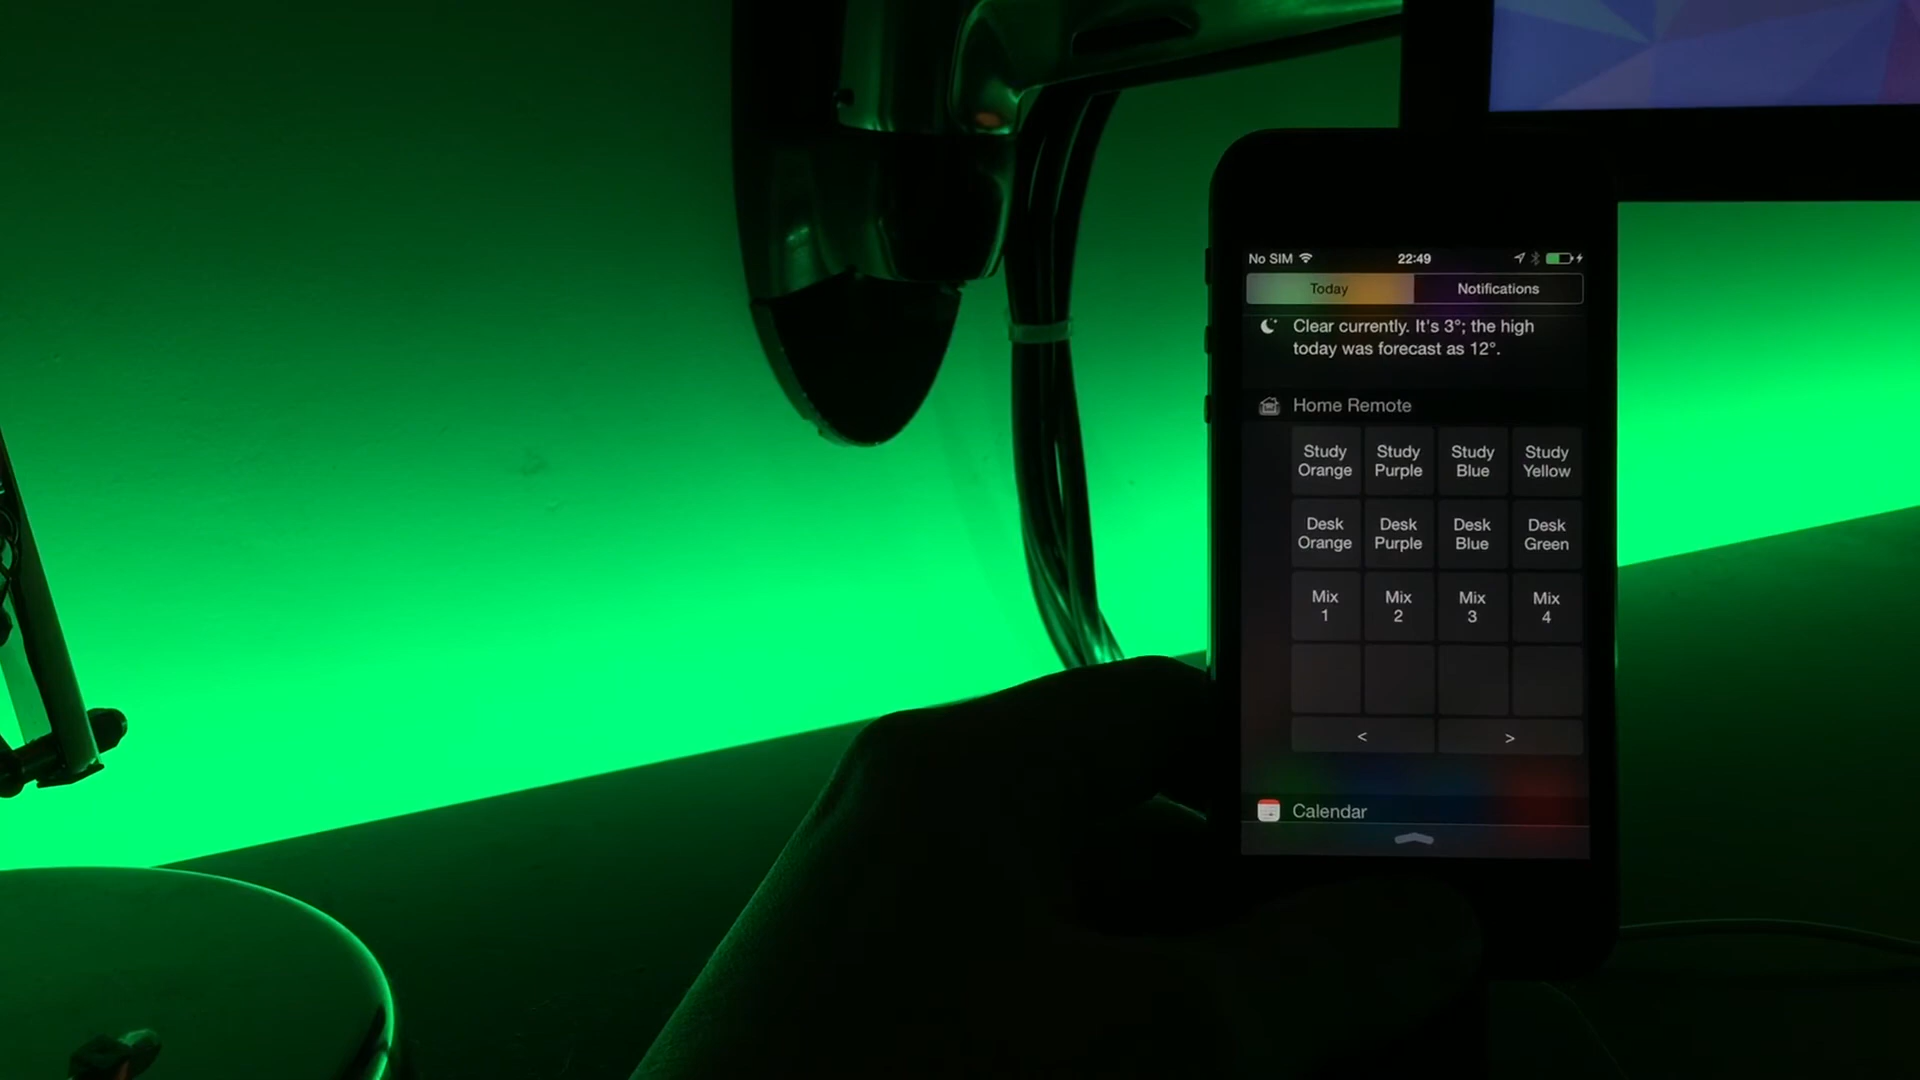 No SIM 22:49
Today Notifications
Clear currently. It's 3°; the high
today was forecast as 12°.
Home Remote
Study Study Study Study
Orange Purple Blue Yellow
Desk Desk Desk Desk
Orange Purple Blue Green
Mix Mix Mix Mix
1 2 3 4
< >
Calendar